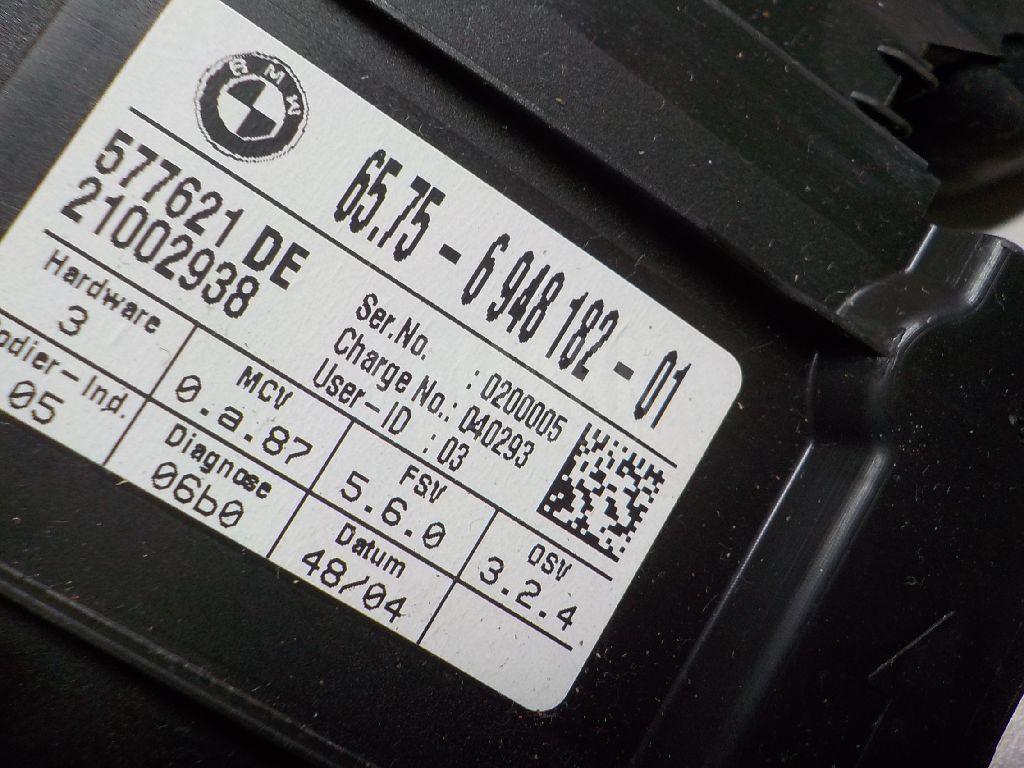 BMW
65.75 - 6 948 182 - 01
577621 DE
21002938
Ser.No. : 0200005
Charge No.: 040293
User-ID : 03
Hardware
3
MCV
0.a.87
FSV
5.6.0
OSV
3.2.4
odier-Ind.
05
Diagnose
06b0
Datum
48/04